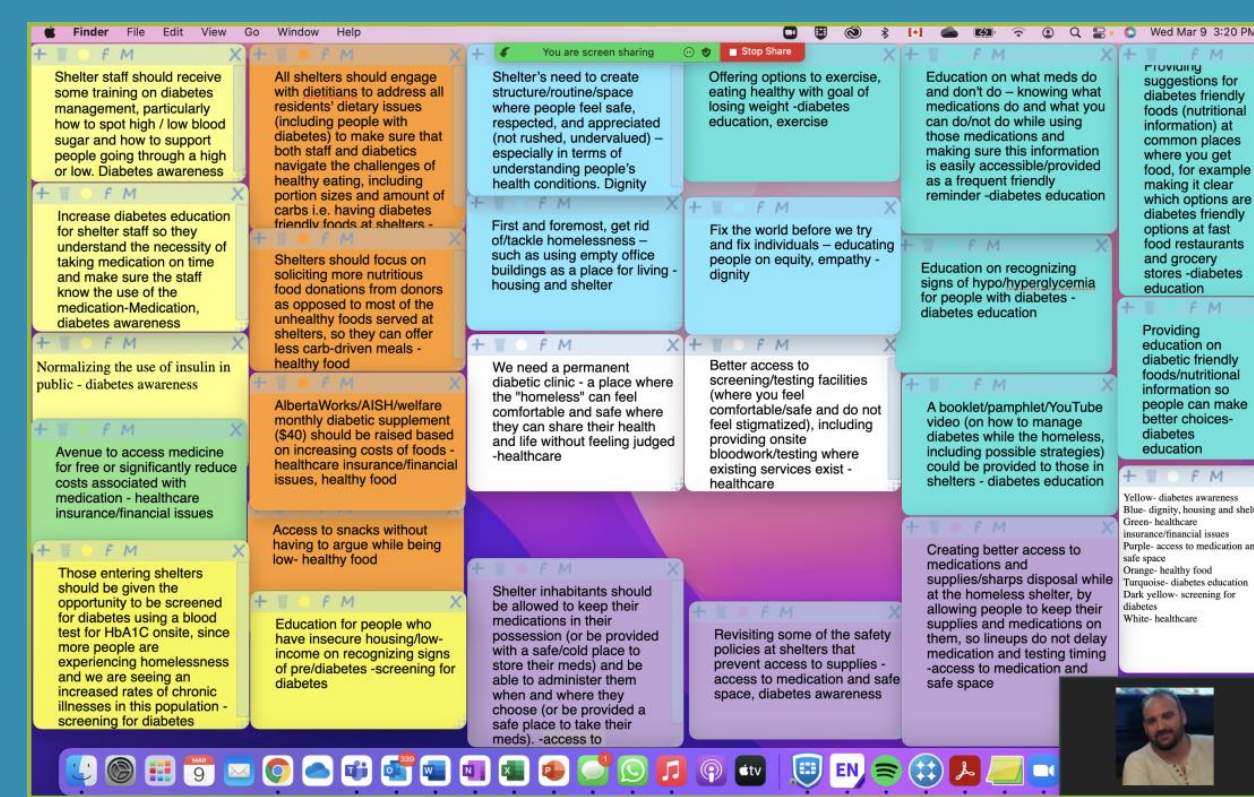 Finder File Edit View Go Window Help
Wed Mar 9 3:20 PM
You are screen sharing
Stop Share
Shelter staff should receive
some training on diabetes
management, particularly
how to spot high / low blood
sugar and how to support
people going through a high
or low. Diabetes awareness
Increase diabetes education
for shelter staff so they
understand the necessity of
taking medication on time
and make sure the staff
know the use of the
medication-Medication,
diabetes awareness
Normalizing the use of insulin in
public - diabetes awareness
Avenue to access medicine
for free or significantly reduce
costs associated with
medication - healthcare
insurance/financial issues
Those entering shelters
should be given the
opportunity to be screened
for diabetes using a blood
test for HbA1C onsite, since
more people are
experiencing homelessness
and we are seeing an
increased rates of chronic
illnesses in this population -
screening for diabetes
All shelters should engage
with dietitians to address all
residents' dietary issues
(including people with
diabetes) to make sure that
both staff and diabetics
navigate the challenges of
healthy eating, including
portion sizes and amount of
carbs i.e. having diabetes
friendly foods at shelters -
Shelters should focus on
soliciting more nutritious
food donations from donors
as opposed to most of the
unhealthy foods served at
shelters, so they can offer
less carb-driven meals -
healthy food
AlbertaWorks/AISH/welfare
monthly diabetic supplement
($40) should be raised based
on increasing costs of foods -
healthcare insurance/financial
issues, healthy food
Access to snacks without
having to argue while being
low- healthy food
Education for people who
have insecure housing/low-
income on recognizing signs
of pre/diabetes -screening for
diabetes
Shelter's need to create
structure/routine/space
where people feel safe,
respected, and appreciated
(not rushed, undervalued) –
especially in terms of
understanding people's
health conditions. Dignity
First and foremost, get rid
of/tackle homelessness –
such as using empty office
buildings as a place for living -
housing and shelter
We need a permanent
diabetic clinic - a place where
the "homeless" can feel
comfortable and safe where
they can share their health
and life without feeling judged
-healthcare
Shelter inhabitants should
be allowed to keep their
medications in their
possession (or be provided
with a safe/cold place to
store their meds) and be
able to administer them
when and where they
choose (or be provided a
safe place to take their
meds). -access to
Offering options to exercise,
eating healthy with goal of
losing weight -diabetes
education, exercise
Fix the world before we try
and fix individuals – educating
people on equity, empathy -
dignity
Better access to
screening/testing facilities
(where you feel
comfortable/safe and do not
feel stigmatized), including
providing onsite
bloodwork/testing where
existing services exist -
healthcare
Revisiting some of the safety
policies at shelters that
prevent access to supplies -
access to medication and safe
space, diabetes awareness
Education on what meds do
and don't do – knowing what
medications do and what you
can do/not do while using
those medications and
making sure this information
is easily accessible/provided
as a frequent friendly
reminder -diabetes education
Education on recognizing
signs of hypo/hyperglycemia
for people with diabetes -
diabetes education
A booklet/pamphlet/YouTube
video (on how to manage
diabetes while the homeless,
including possible strategies)
could be provided to those in
shelters - diabetes education
Creating better access to
medications and
supplies/sharps disposal while
at the homeless shelter, by
allowing people to keep their
supplies and medications on
them, so lineups do not delay
medication and testing timing
-access to medication and
safe space
Providing
suggestions for
diabetes friendly
foods (nutritional
information) at
common places
where you get
food, for example
making it clear
which options are
diabetes friendly
options at fast
food restaurants
and grocery
stores -diabetes
education
Providing
education on
diabetic friendly
foods/nutritional
information so
people can make
better choices-
diabetes
education
Yellow- diabetes awareness
Blue- dignity, housing and shelt
Green- healthcare
insurance/financial issues
Purple- access to medication an
safe space
Orange- healthy food
Turquoise- diabetes education
Dark yellow- screening for
diabetes
White- healthcare
MAR
9
339
1
tv
EN